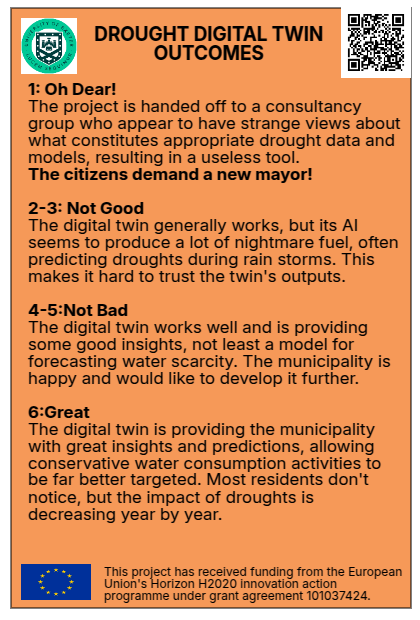 DROUGHT DIGITAL TWIN
OUTCOMES
1: Oh Dear!
The project is handed off to a consultancy
group who appear to have strange views about
what constitutes appropriate drought data and
models, resulting in a useless tool.
The citizens demand a new mayor!
2-3: Not Good
The digital twin generally works, but its AI
seems to produce a lot of nightmare fuel, often
predicting droughts during rain storms. This
makes it hard to trust the twin's outputs.
4-5:Not Bad
The digital twin works well and is providing
some good insights, not least a model for
forecasting water scarcity. The municipality is
happy and would like to develop it further.
6:Great
The digital twin is providing the municipality
with great insights and predictions, allowing
conservative water consumption activities to
be far better targeted. Most residents don't
notice, but the impact of droughts is
decreasing year by year.
This project has received funding from the European
Union's Horizon H2020 innovation action
programme under grant agreement 101037424.